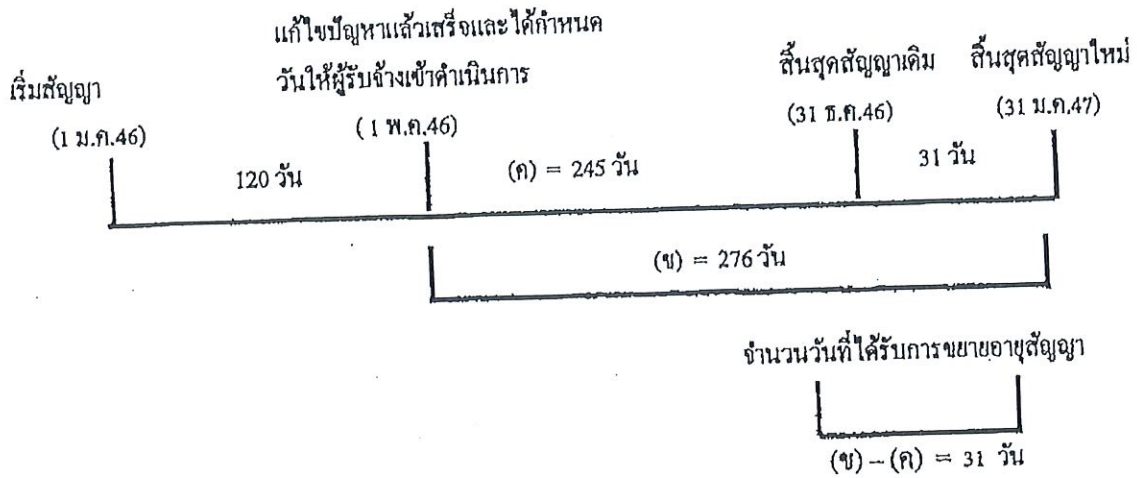 แก้ไขปัญหาแล้วเสร็จและได้กำหนด
วันให้ผู้รับจ้างเข้าดำเนินการ
เริ่มสัญญา
สิ้นสุดสัญญาเดิม
สิ้นสุดสัญญาใหม่
(1 ม.ค.46)
( 1 พ.ค.46)
(31 ธ.ค.46)
(31 ม.ค.47)
120 วัน
(ค) = 245 วัน
31 วัน
(ข) = 276 วัน
จำนวนวันที่ได้รับการขยายอายุสัญญา
(ข) – (ค) = 31 วัน